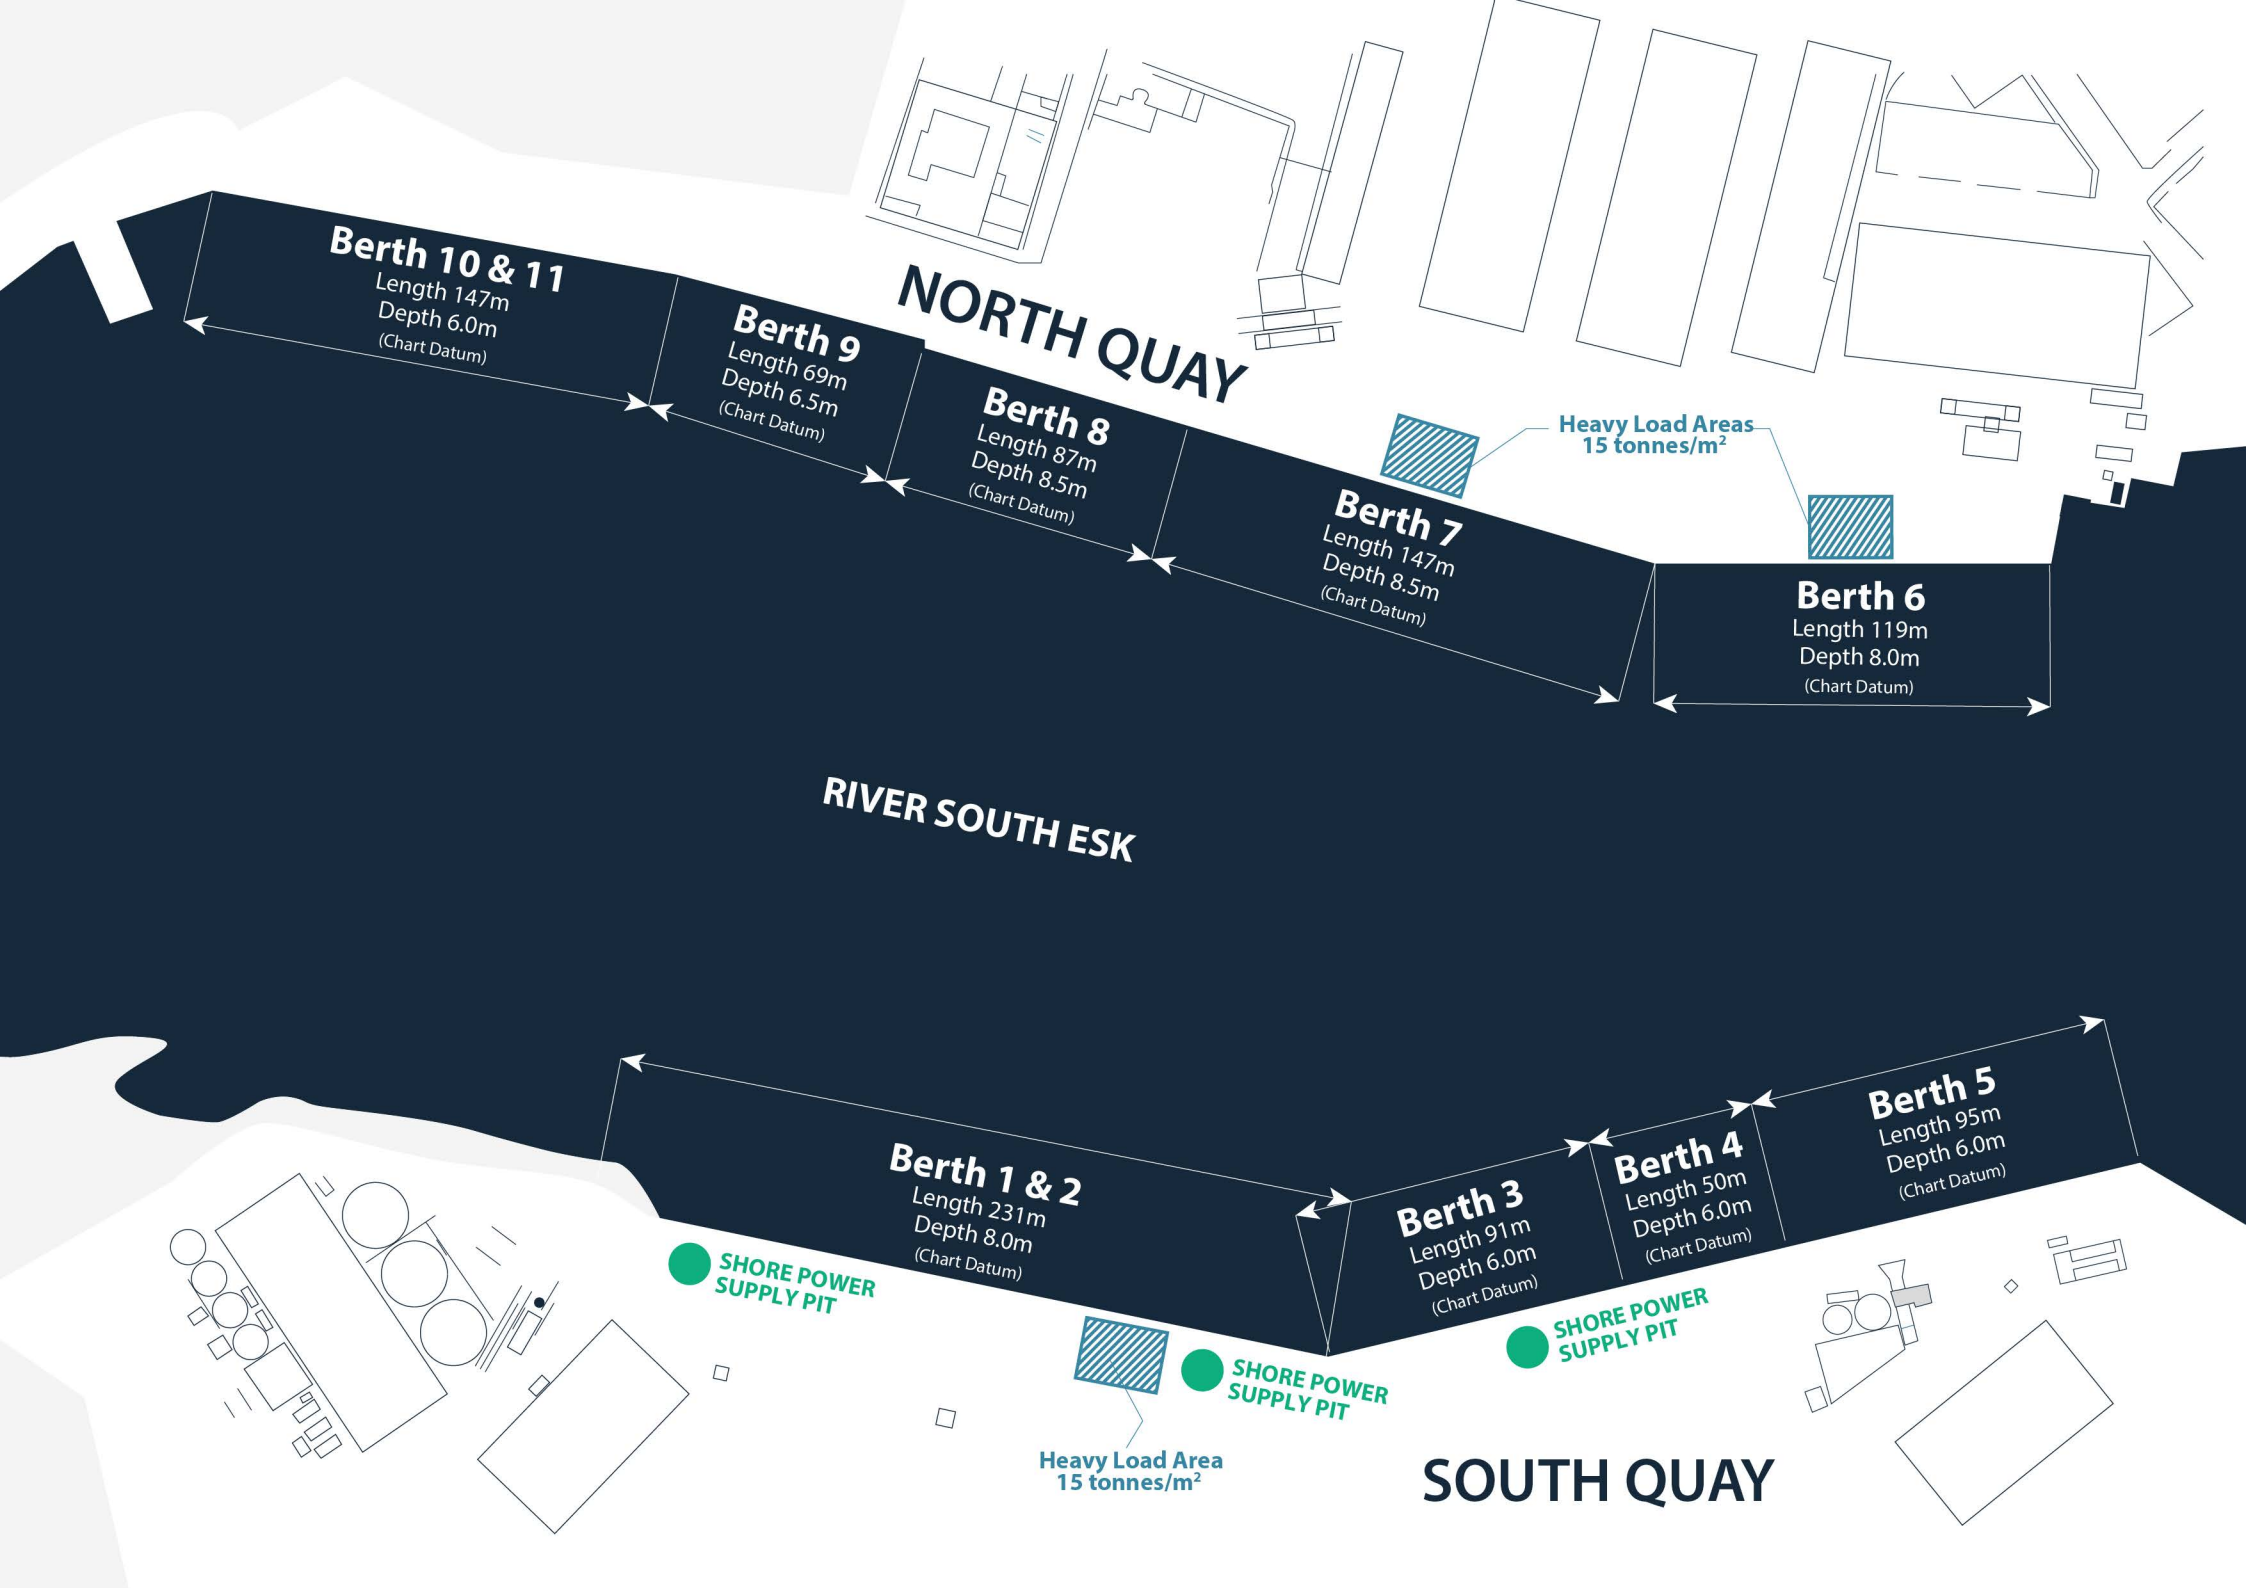 Berth 10 & 11
Length 147m
Depth 6.0m
(Chart Datum)
Berth 9
Length 69m
Depth 6.5m
(Chart Datum)
NORTH QUAY
Berth 8
Length 87m
Depth 8.5m
(Chart Datum)
Heavy Load Areas
15 tonnes/m²
Berth 7
Length 147m
Depth 8.5m
(Chart Datum)
Berth 6
Length 119m
Depth 8.0m
(Chart Datum)
RIVER SOUTH ESK
Berth 1 & 2
Length 231m
Depth 8.0m
(Chart Datum)
Berth 3
Length 91m
Depth 6.0m
(Chart Datum)
Berth 4
Length 50m
Depth 6.0m
(Chart Datum)
Berth 5
Length 95m
Depth 6.0m
(Chart Datum)
SHORE POWER
SUPPLY PIT
SHORE POWER
SUPPLY PIT
SHORE POWER
SUPPLY PIT
Heavy Load Area
15 tonnes/m²
SOUTH QUAY